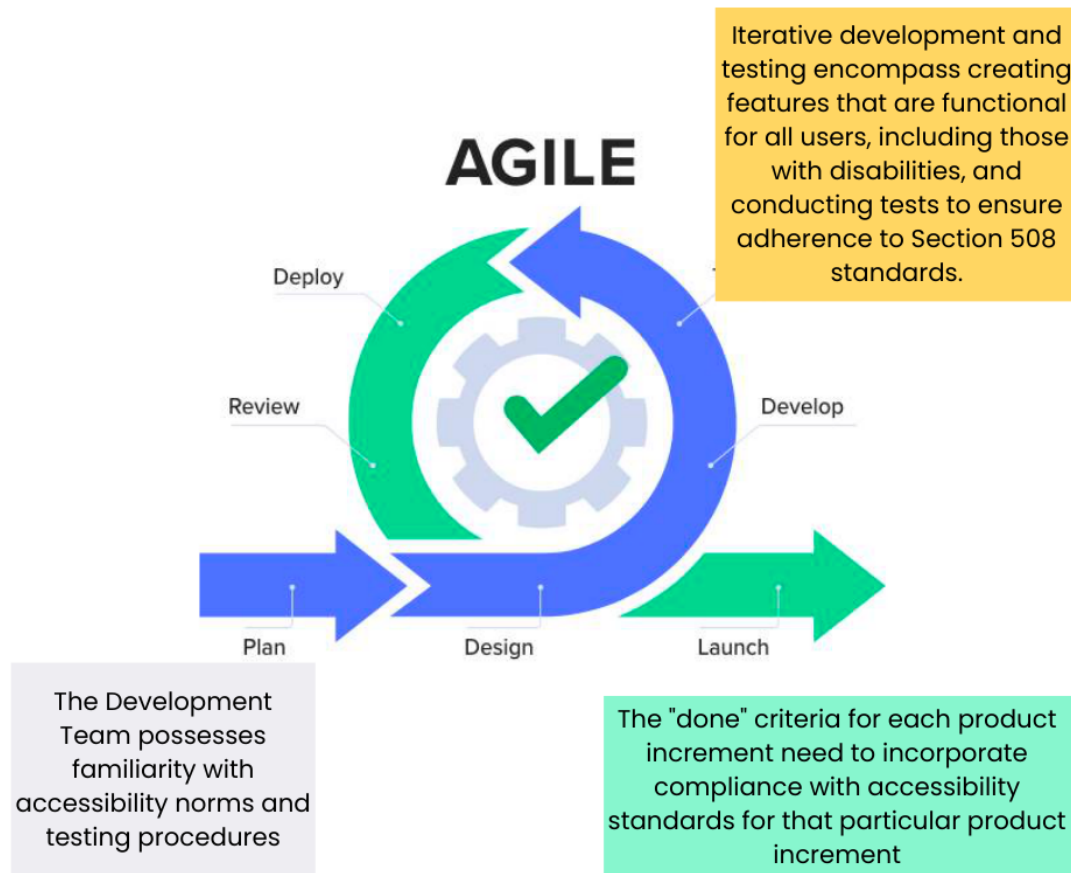 Iterative development and
testing encompass creating
features that are functional
for all users, including those
with disabilities, and
conducting tests to ensure
adherence to Section 508
standards.
AGILE
Deploy
Review
Develop
Plan
Design
Launch
The Development
Team possesses
familiarity with
accessibility norms and
testing procedures
The "done" criteria for each product
increment need to incorporate
compliance with accessibility
standards for that particular product
increment